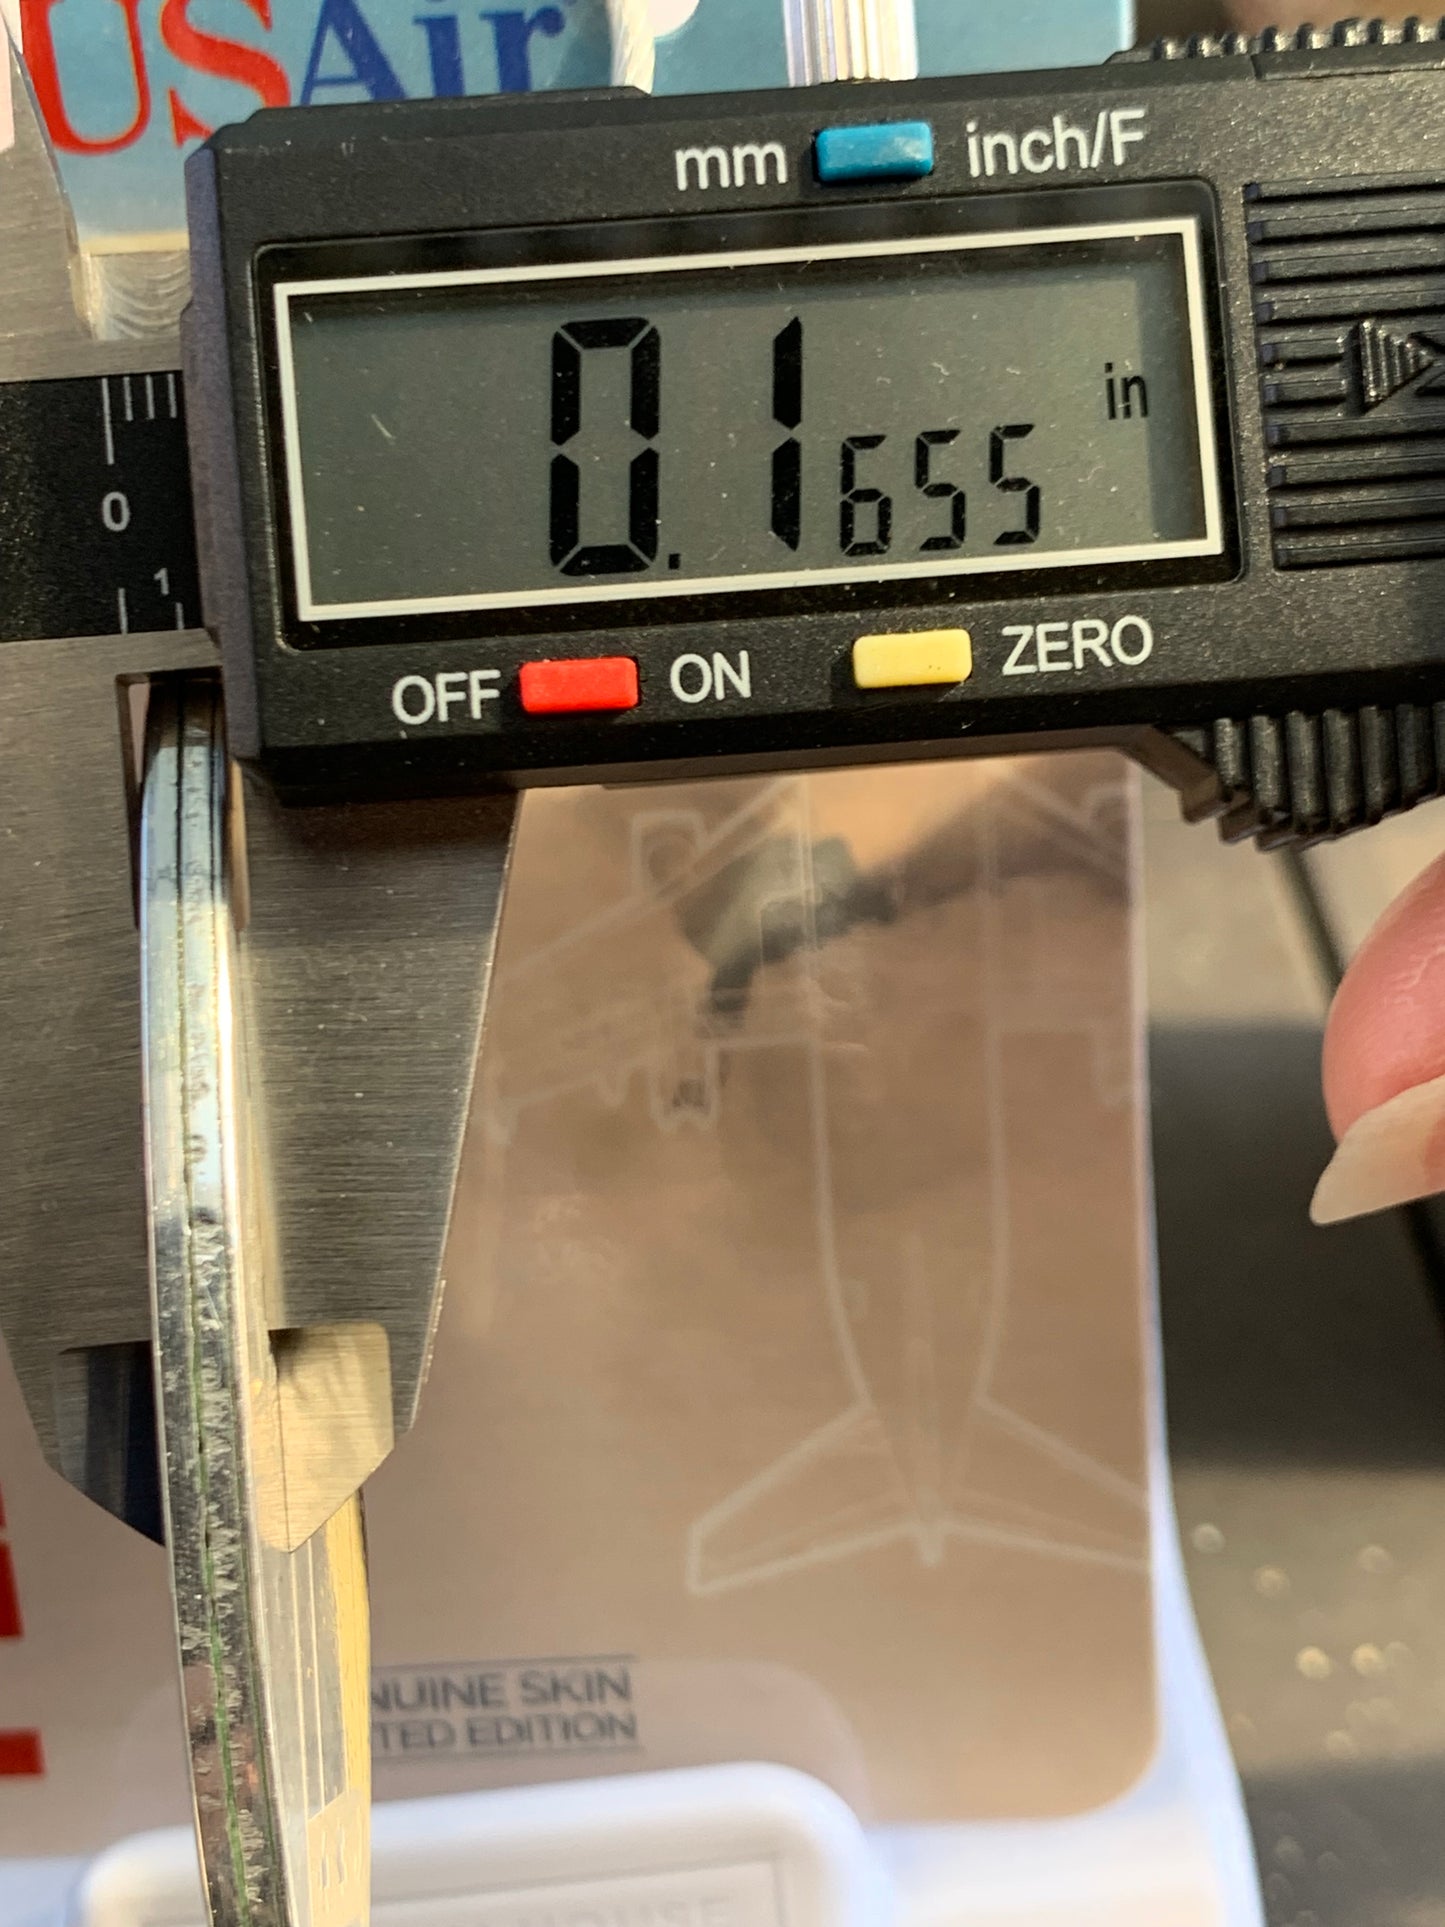 USAir
mm inch/F
0.1655 in
0
1
OFF ON ZERO
NUINE SKIN
TED EDITION